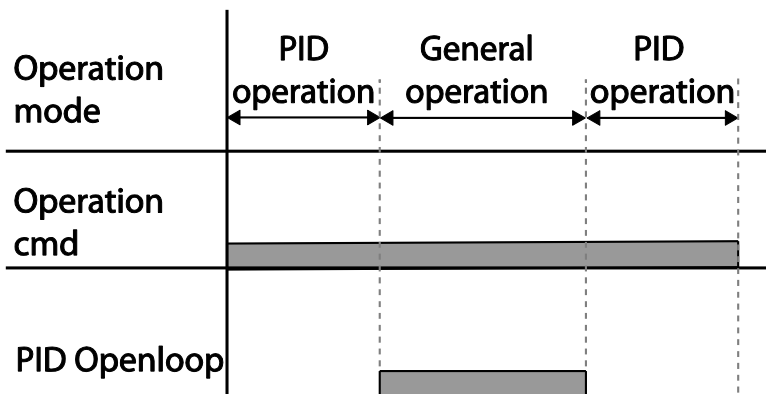 PID
operation
General
operation
PID
operation
Operation
mode
Operation
cmd
PID Openloop